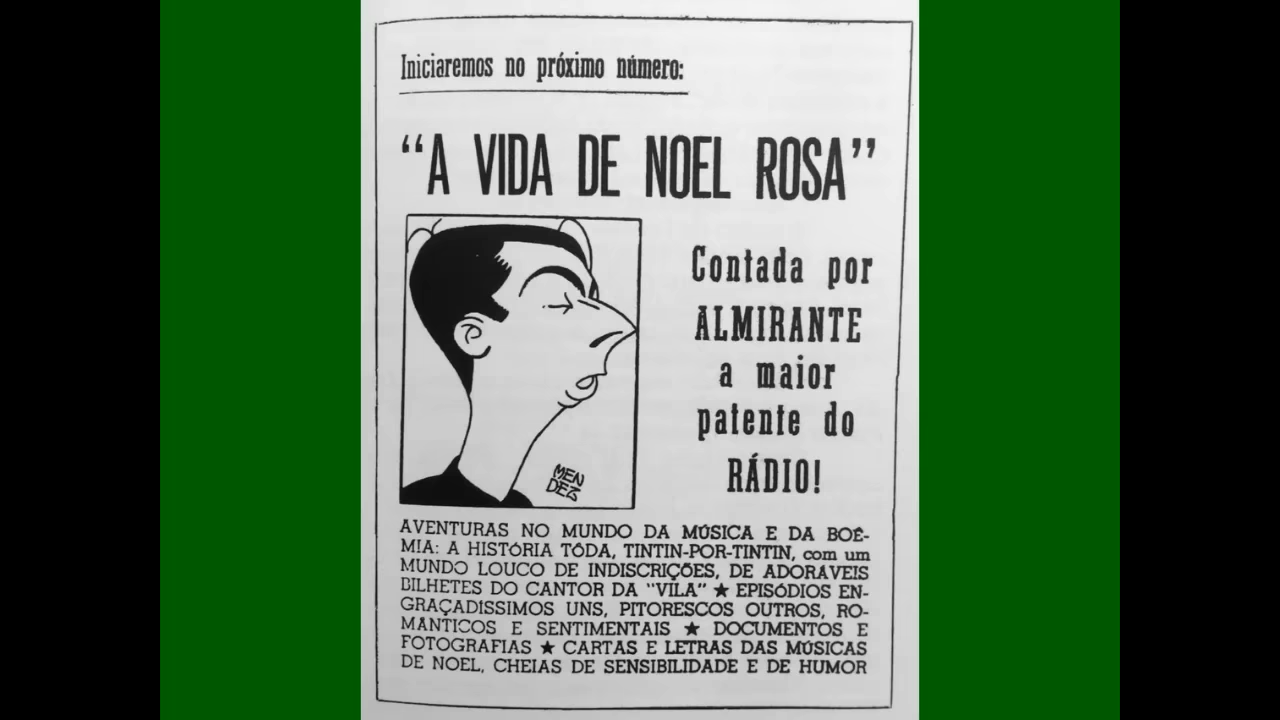 Iniciaremos no próximo número:
“A VIDA DE NOEL ROSA”
Contada por
ALMIRANTE
a maior
patente do
RÁDIO!
MEN
DEZ
AVENTURAS NO MUNDO DA MÚSICA E DA BOÊ-
MIA: A HISTÓRIA TÔDA, TINTIN-POR-TINTIN, com um
MUNDO LOUCO DE INDISCRIÇÕES, DE ADORÁVEIS
BILHETES DO CANTOR DA "VILA" ★ EPISÓDIOS EN-
GRAÇADISSIMOS UNS, PITORESCOS OUTROS, RO-
MANTICOS E SENTIMENTAIS ★ DOCUMENTOS E
FOTOGRAFIAS ★ CARTAS E LETRAS DAS MÚSICAS
DE NOEL, CHEIAS DE SENSIBILIDADE E DE HUMOR